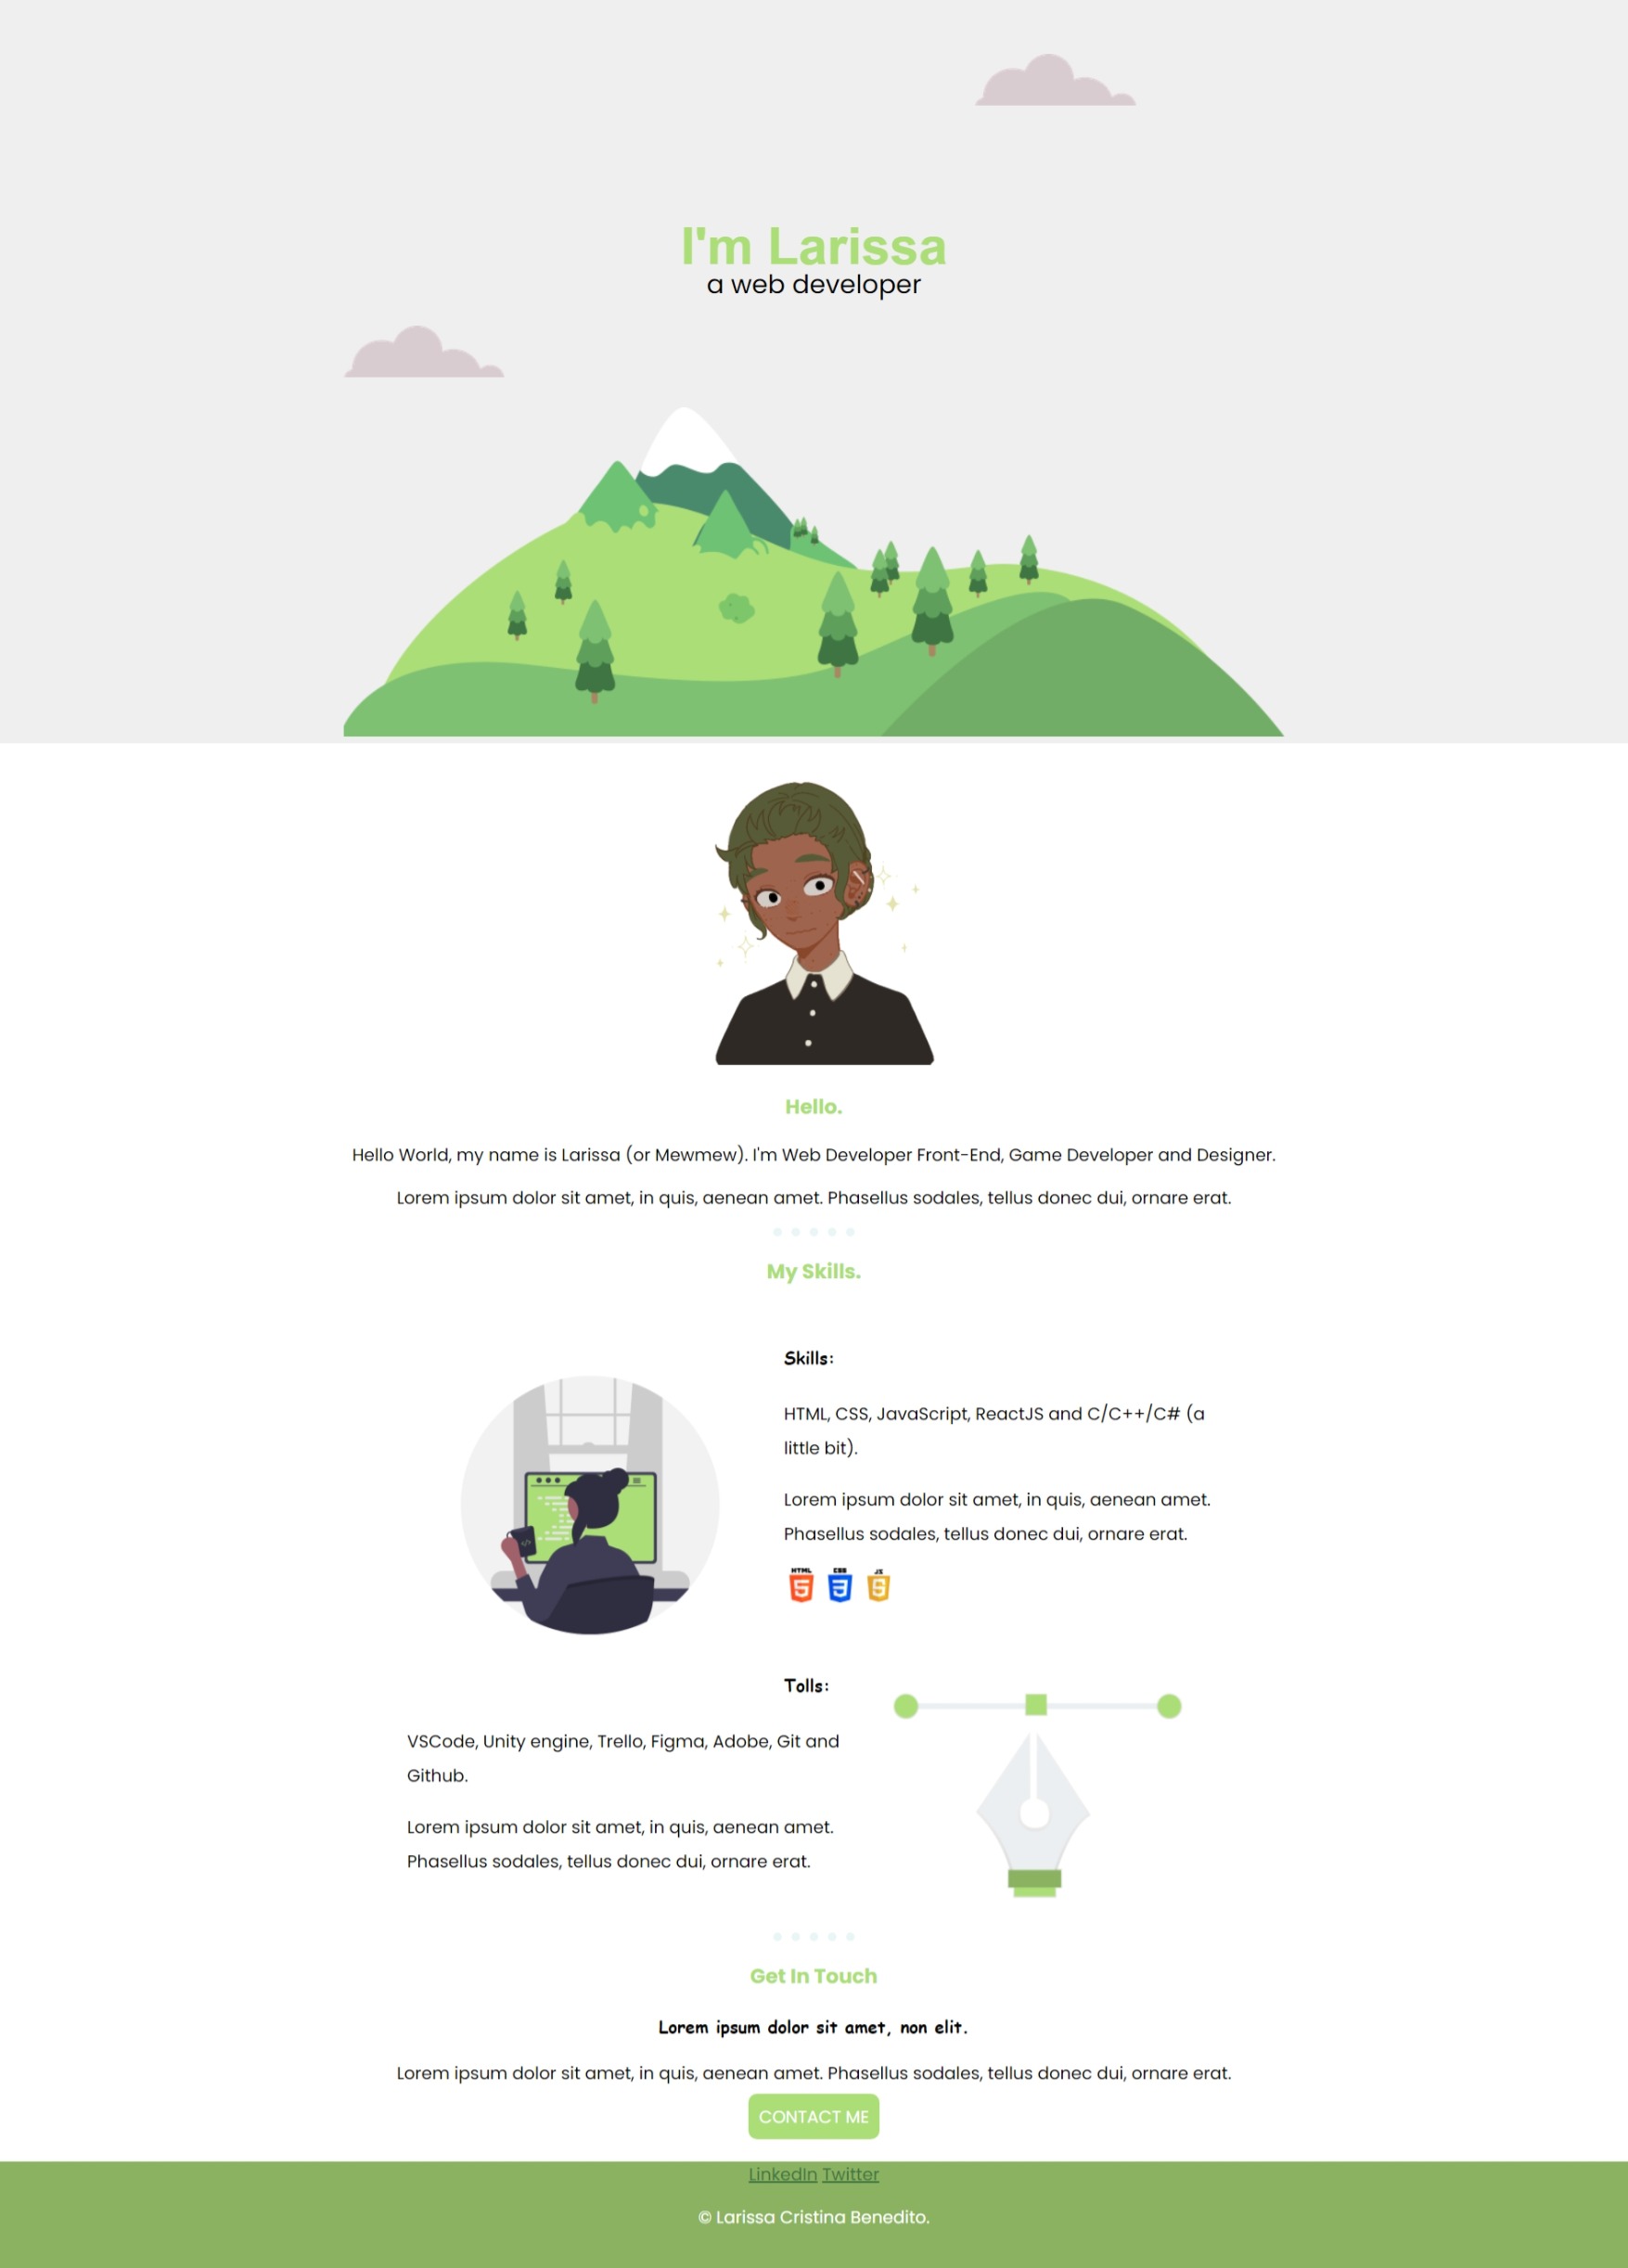 I'm Larissa
a web developer
Hello.
Hello World, my name is Larissa (or Mewmew). I'm Web Developer Front-End, Game Developer and Designer.
Lorem ipsum dolor sit amet, in quis, aenean amet. Phasellus sodales, tellus donec dui, ornare erat.
My Skills.
Skills:
HTML, CSS, JavaScript, ReactJS and C/C++/C# (a
little bit).
Lorem ipsum dolor sit amet, in quis, aenean amet.
Phasellus sodales, tellus donec dui, ornare erat.
HTML 5 CSS 3 JS 5
Tolls:
VSCode, Unity engine, Trello, Figma, Adobe, Git and
Github.
Lorem ipsum dolor sit amet, in quis, aenean amet.
Phasellus sodales, tellus donec dui, ornare erat.
Get In Touch
Lorem ipsum dolor sit amet, non elit.
Lorem ipsum dolor sit amet, in quis, aenean amet. Phasellus sodales, tellus donec dui, ornare erat.
CONTACT ME
LinkedIn Twitter
© Larissa Cristina Benedito.